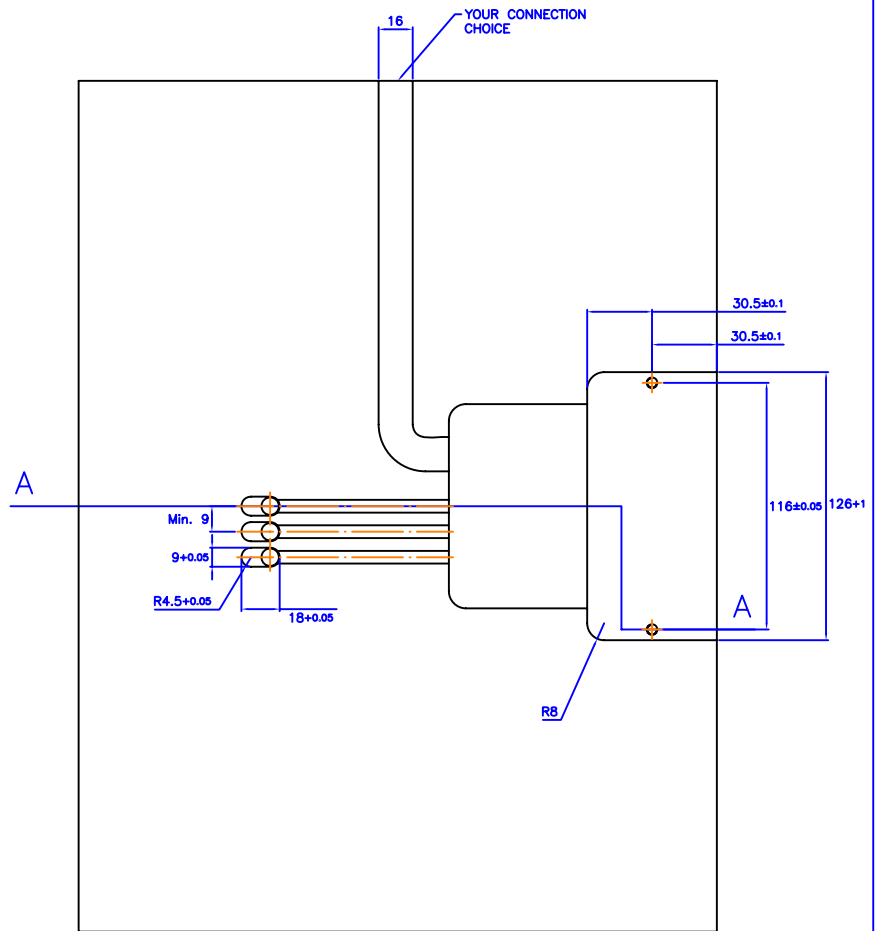 16
YOUR CONNECTION
CHOICE
30.5±0.1
30.5±0.1
A
Min. 9
116±0.05
126+1
9+0.05
R4.5+0.05
18+0.05
A
R8